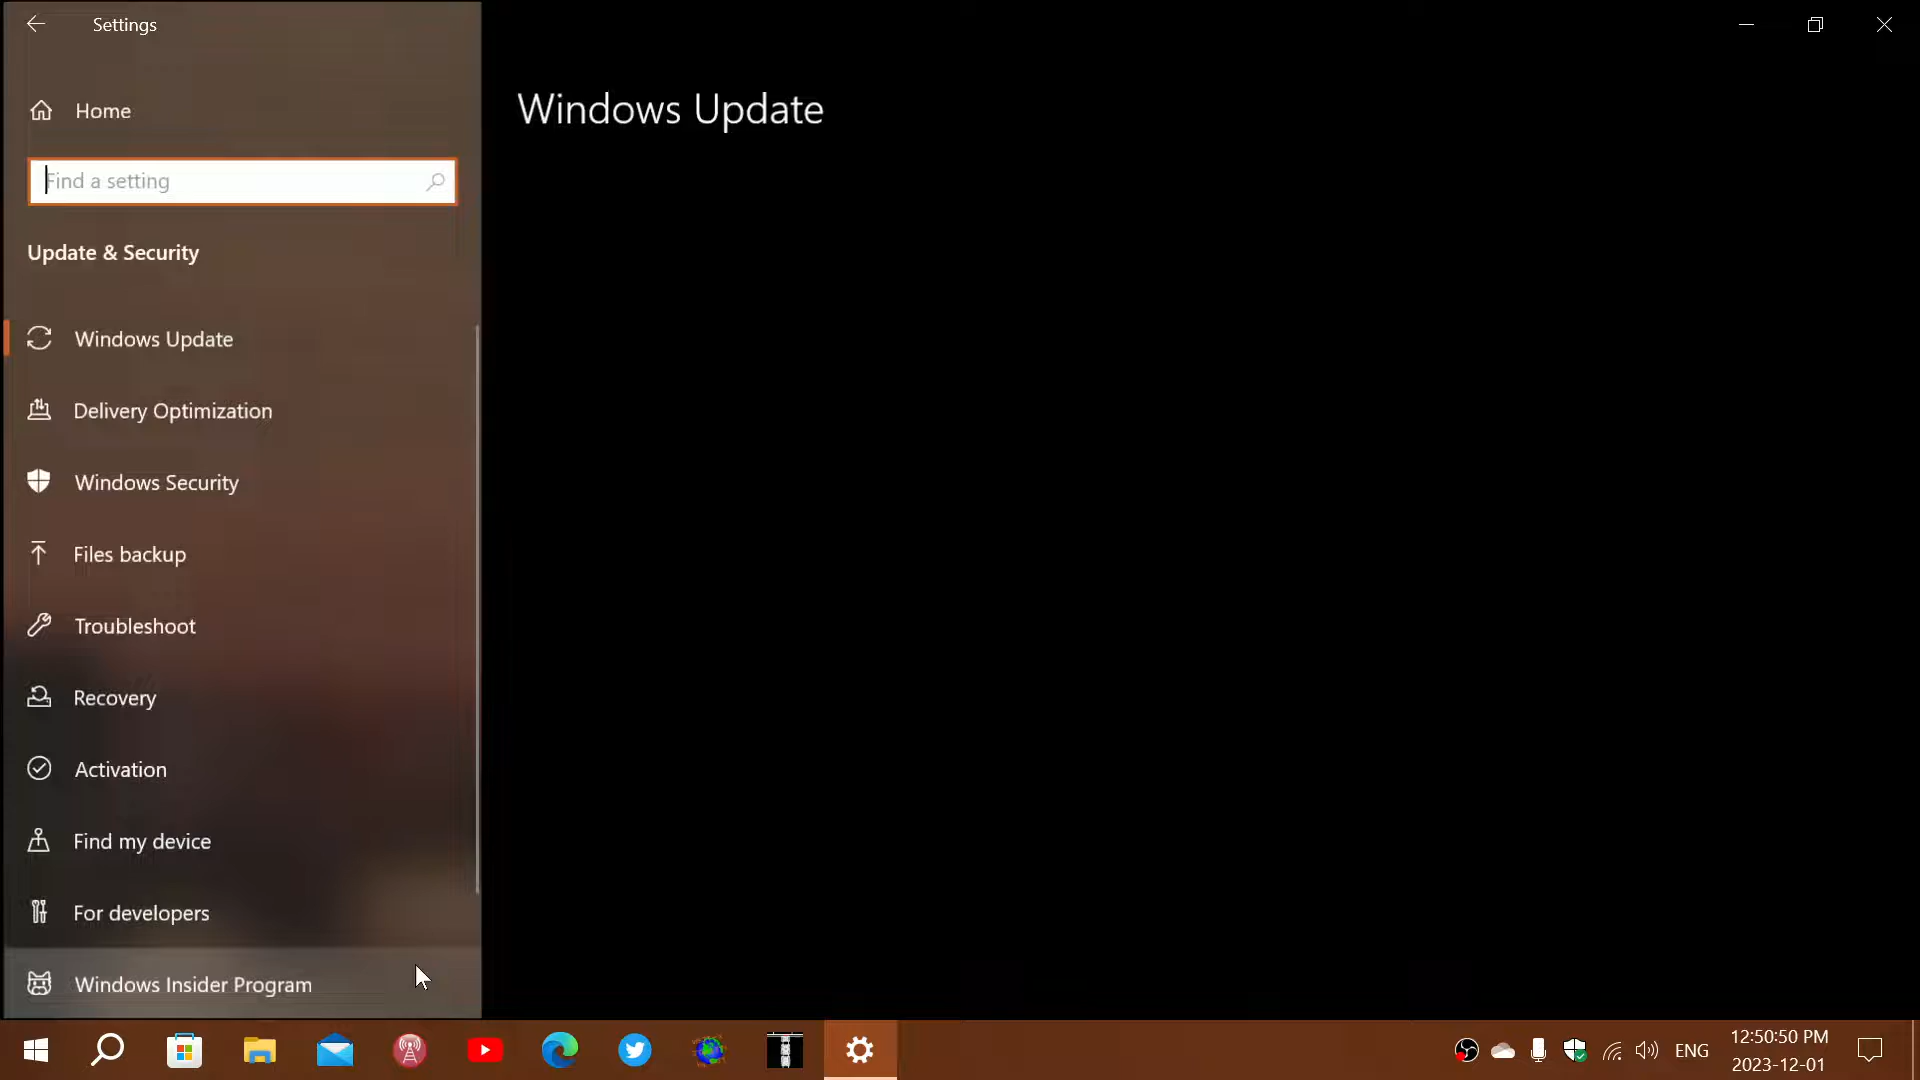 Settings
Home
Find a setting
Update & Security
Windows Update
Delivery Optimization
Windows Security
Files backup
Troubleshoot
Recovery
Activation
Find my device
For developers
Windows Insider Program
Windows Update
ENG
12:50:50 PM
2023-12-01